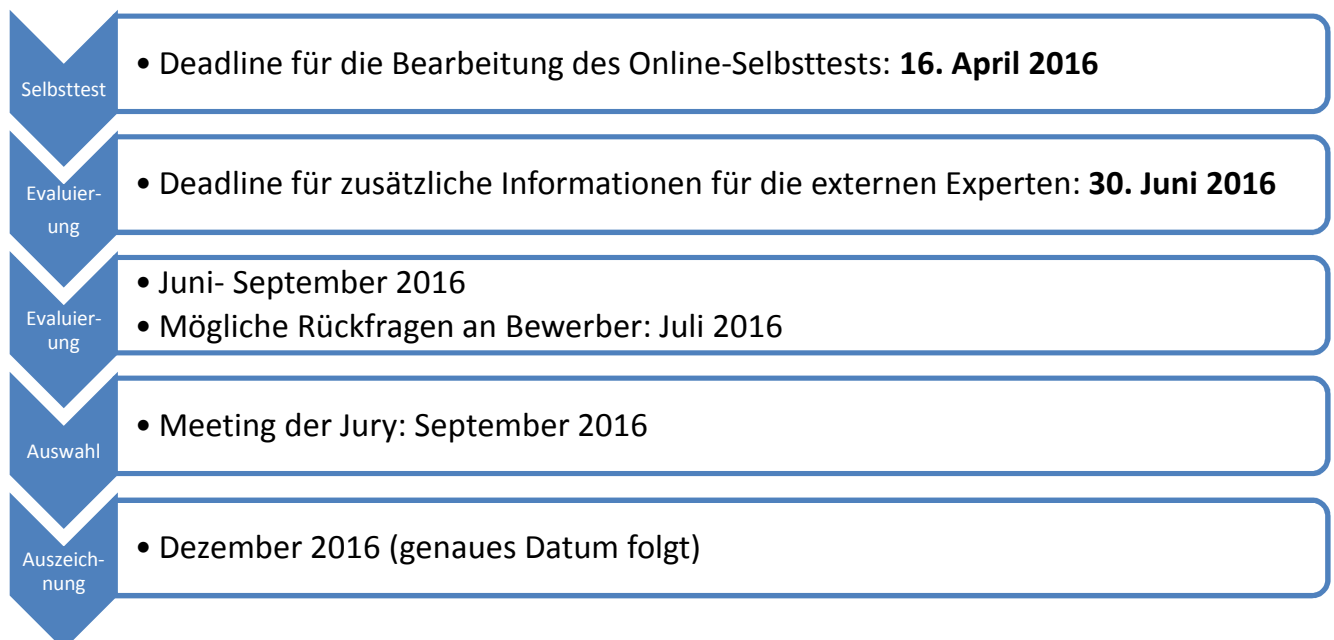 Selbsttest
• Deadline für die Bearbeitung des Online-Selbsttests: 16. April 2016
Evaluier-
ung
• Deadline für zusätzliche Informationen für die externen Experten: 30. Juni 2016
Evaluier-
ung
• Juni- September 2016
• Mögliche Rückfragen an Bewerber: Juli 2016
Auswahl
• Meeting der Jury: September 2016
Auszeich-
nung
• Dezember 2016 (genaues Datum folgt)